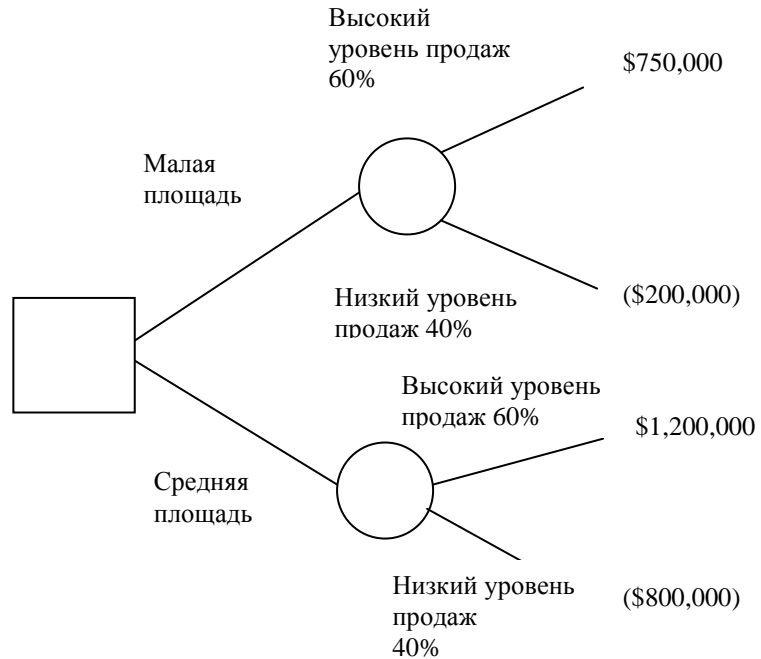 Высокий
уровень продаж
60%
$750,000
Малая
площадь
Низкий уровень
продаж 40%
($200,000)
Высокий уровень
продаж 60%
$1,200,000
Средняя
площадь
Низкий уровень
продаж
40%
($800,000)